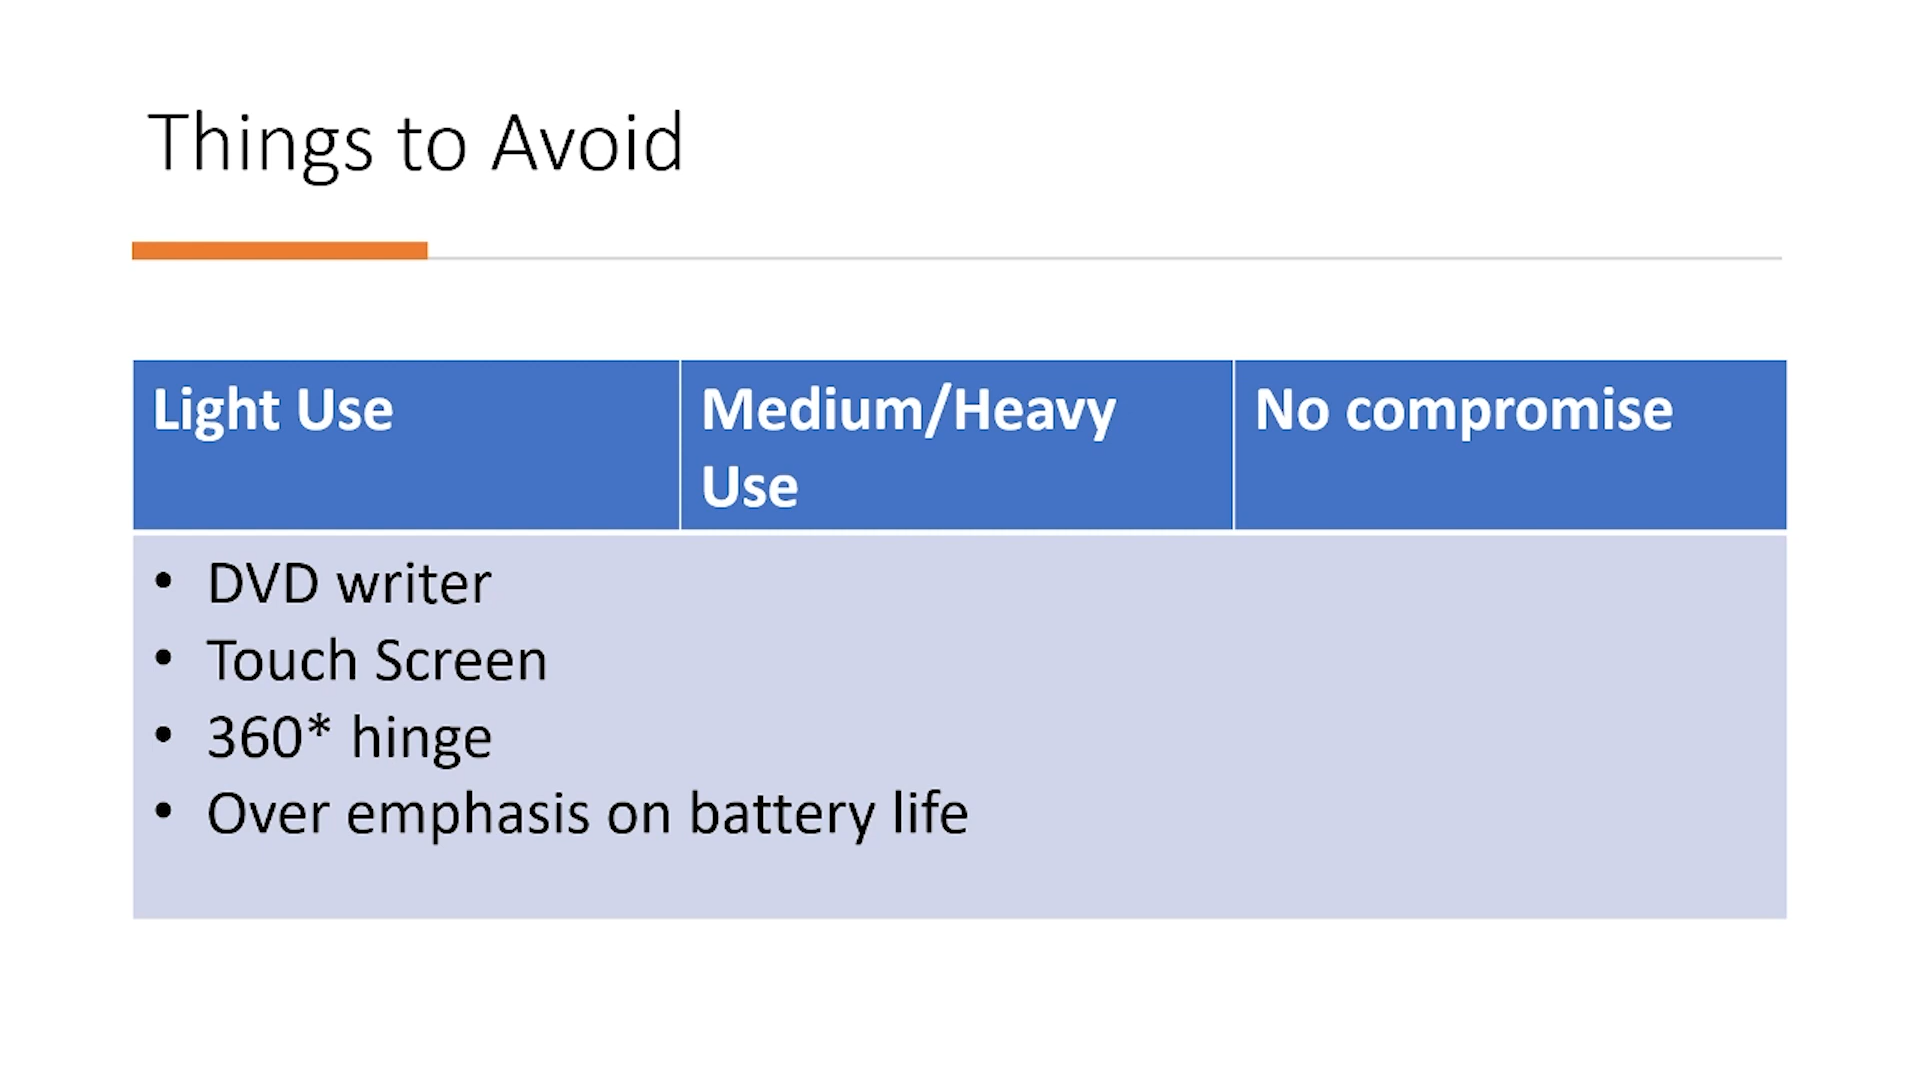 Things to Avoid
Light Use
Medium/Heavy
Use
No compromise
• DVD writer
• Touch Screen
• 360* hinge
• Over emphasis on battery life